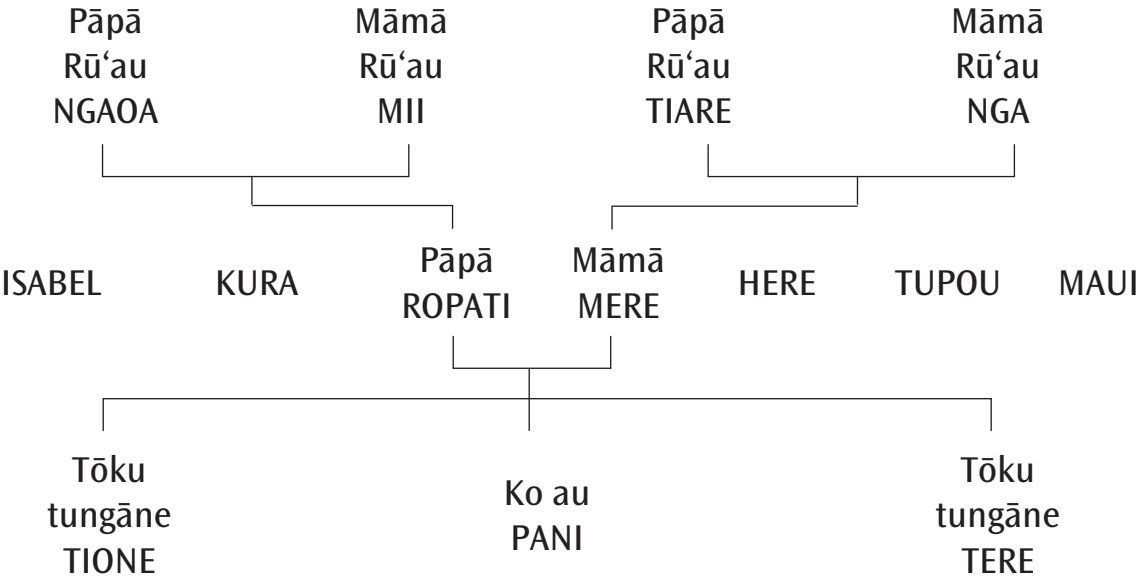 Pāpā
Rū‘au
NGAOA
Māmā
Rū‘au
MII
Pāpā
Rū‘au
TIARE
Māmā
Rū‘au
NGA
ISABEL
KURA
Pāpā
ROPATI
Māmā
MERE
HERE
TUPOU
MAUI
Tōku
tungāne
TIONE
Ko au
PANI
Tōku
tungāne
TERE